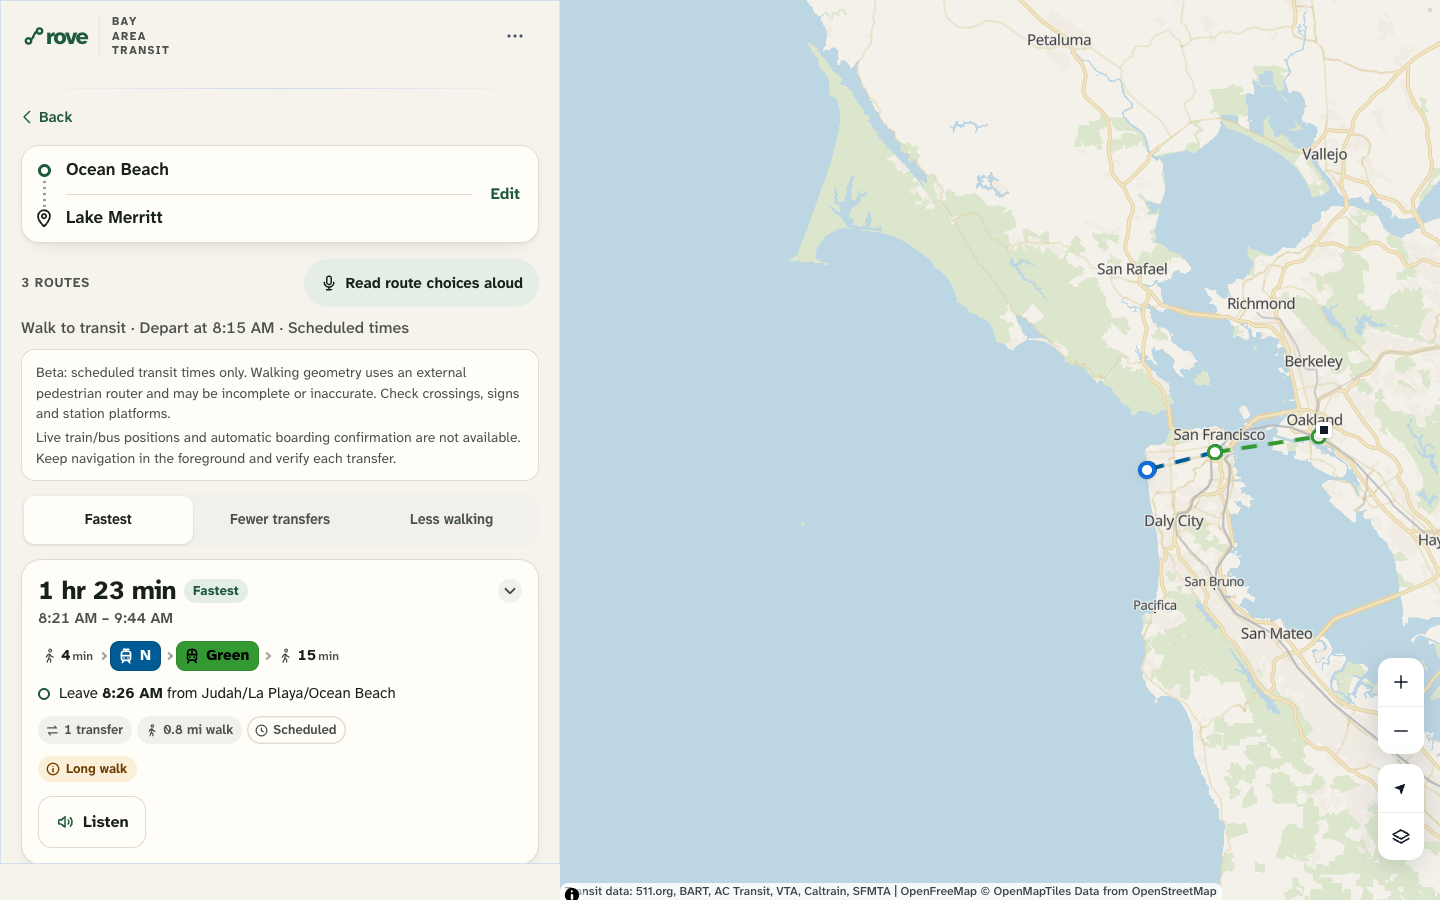 rove
BAY
AREA
TRANSIT
Back
Ocean Beach
Edit
Lake Merritt
3 ROUTES
Read route choices aloud
Walk to transit · Depart at 8:15 AM · Scheduled times
Beta: scheduled transit times only. Walking geometry uses an external
pedestrian router and may be incomplete or inaccurate. Check crossings, signs
and station platforms.
Live train/bus positions and automatic boarding confirmation are not available.
Keep navigation in the foreground and verify each transfer.
Fastest
Fewer transfers
Less walking
1 hr 23 min
Fastest
8:21 AM – 9:44 AM
4 min
N
Green
15 min
Leave 8:26 AM from Judah/La Playa/Ocean Beach
1 transfer
0.8 mi walk
Scheduled
Long walk
Listen
Petaluma
Vallejo
San Rafael
Richmond
Berkeley
Oakland
San Francisco
Daly City
Hay
San Bruno
Pacifica
San Mateo
nsit data: 511.org, BART, AC Transit, VTA, Caltrain, SFMTA | OpenFreeMap © OpenMapTiles Data from OpenStreetMap